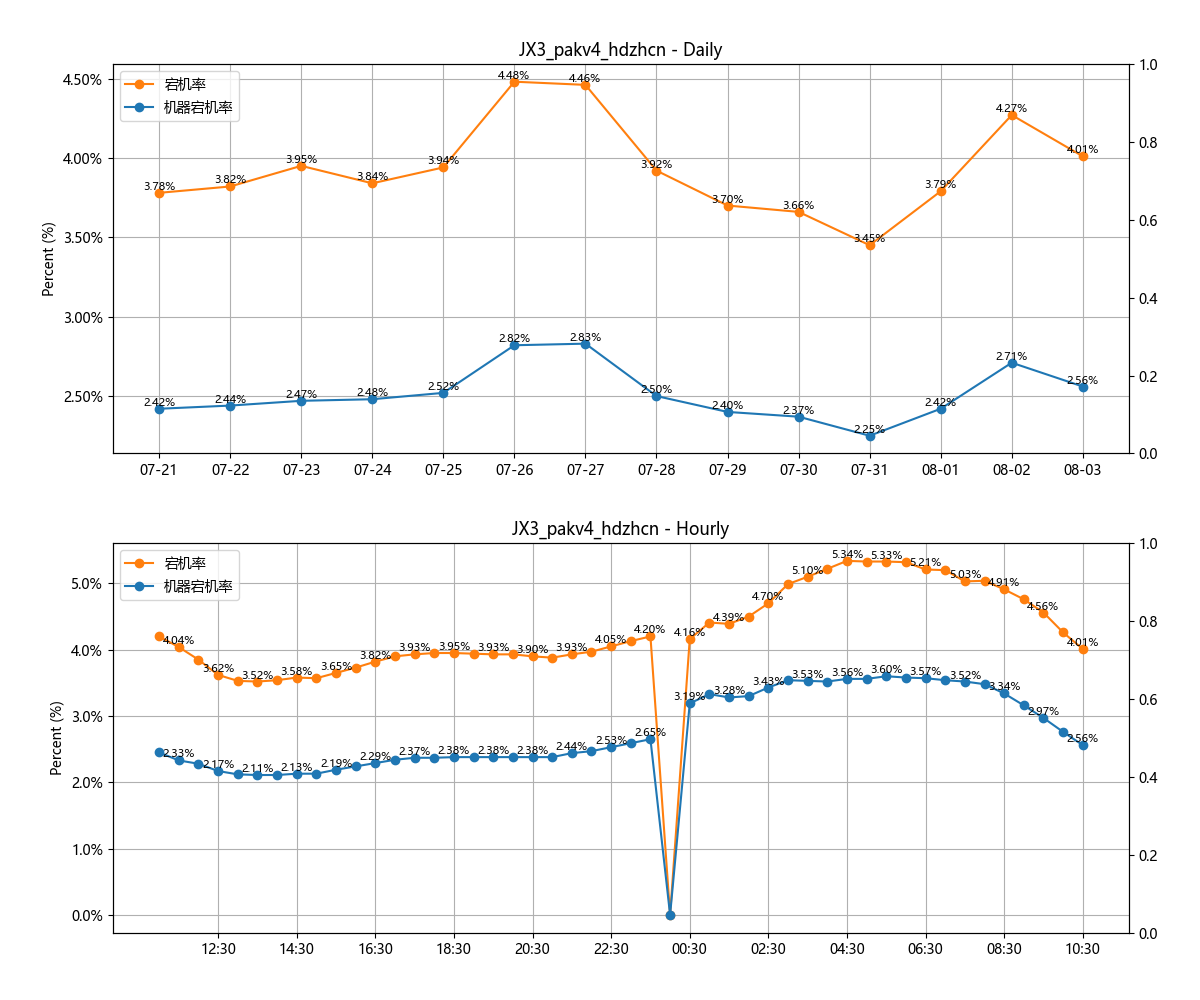 JX3_pakv4_hdzhcn - Daily
宕机率
机器宕机率
Percent (%)
4.50%
4.00%
3.50%
3.00%
2.50%
1.0
0.8
0.6
0.4
0.2
0.0
3.78% 3.82% 3.95% 3.84% 3.94% 4.48% 4.46% 3.92% 3.70% 3.66% 3.45% 3.79% 4.27% 4.01%
2.42% 2.44% 2.47% 2.48% 2.52% 2.82% 2.83% 2.50% 2.40% 2.37% 2.25% 2.42% 2.71% 2.56%
07-21 07-22 07-23 07-24 07-25 07-26 07-27 07-28 07-29 07-30 07-31 08-01 08-02 08-03
JX3_pakv4_hdzhcn - Hourly
宕机率
机器宕机率
Percent (%)
5.0%
4.0%
3.0%
2.0%
1.0%
0.0%
1.0
0.8
0.6
0.4
0.2
0.0
4.04% 3.62% 3.52% 3.58% 3.65% 3.82% 3.93% 3.95% 3.93% 3.90% 3.93% 4.05% 4.20% 4.16% 4.39% 4.70% 5.10% 5.34% 5.33% 5.21% 5.03% 4.91% 4.56% 4.01%
2.33% 2.17% 2.11% 2.13% 2.19% 2.29% 2.37% 2.38% 2.38% 2.38% 2.44% 2.53% 2.65% 3.19% 3.28% 3.43% 3.53% 3.56% 3.60% 3.57% 3.52% 3.34% 2.97% 2.56%
12:30 14:30 16:30 18:30 20:30 22:30 00:30 02:30 04:30 06:30 08:30 10:30